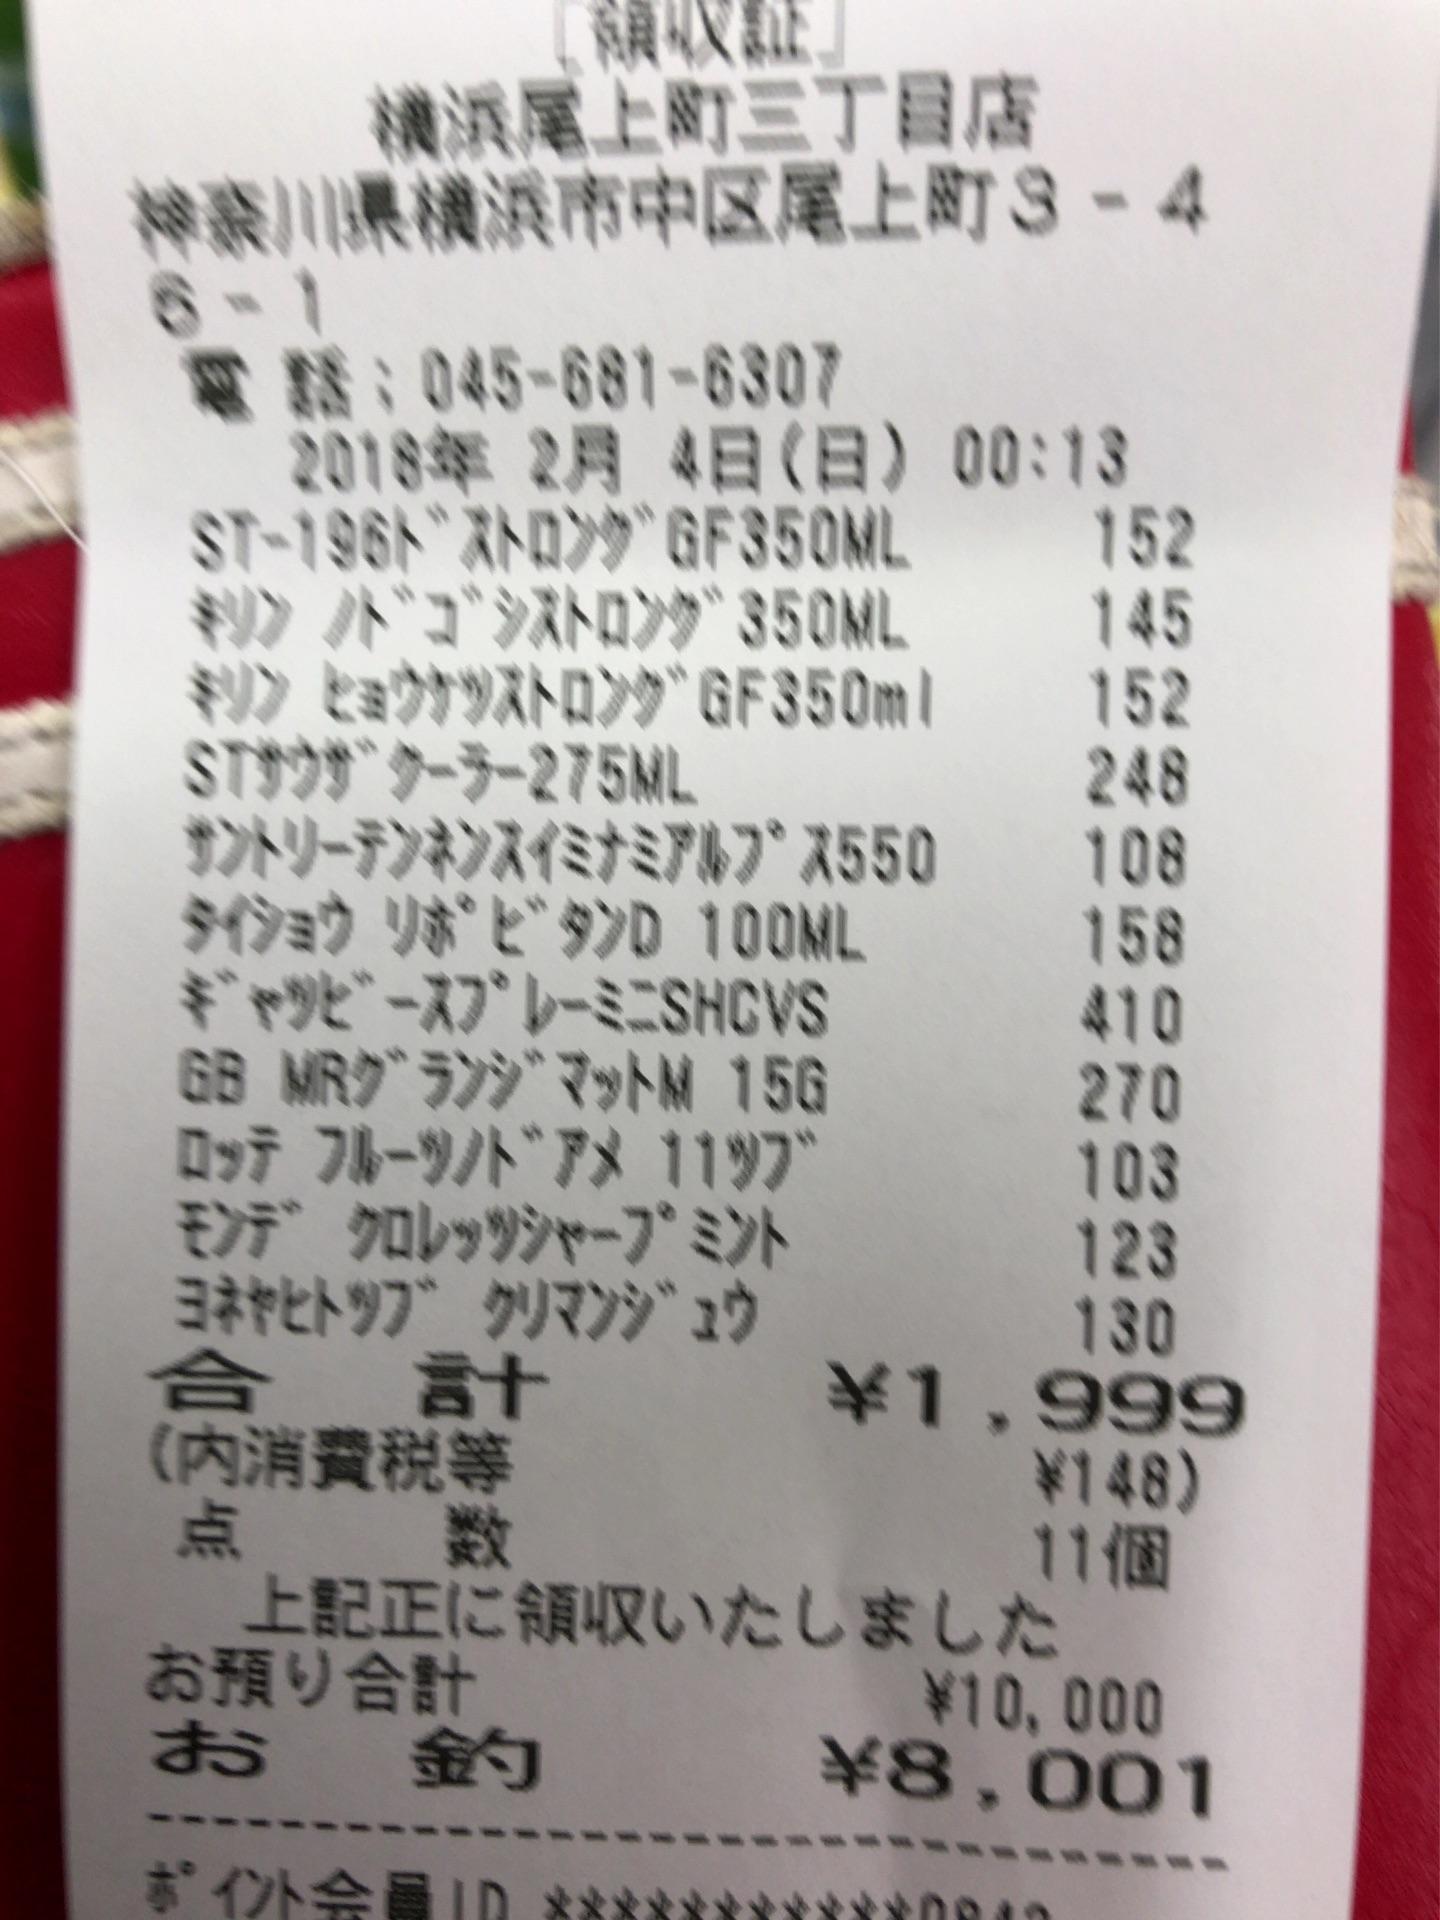 [領収証]
横浜尾上町三丁目店
神奈川県横浜市中区尾上町3-4
6-1
電 話:045-681-6307
2018年 2月 4日(日) 00:13
ST-196ドストロングGF350ML 152
キリン ノドゴシストロング350ML 145
キリン ヒョウケツストロングGF350ml 152
STサウザクーラー275ML 248
サントリーテンネンスイミナミアルプス550 108
タイショウ リポビタンD 100ML 158
ギャツビースプレーミニSHCVS 410
GB MRグランジマットM 15G 270
ロッテ フルーツノドアメ 11ツブ 103
モンデ クロレッツシャープミント 123
ヨネヤヒトツブ クリマンジュウ 130
合 計 ¥1,999
(内消費税等 ¥148)
点 数 11個
上記正に領収いたしました
お預り合計 ¥10,000
お 釣 ¥8,001
ポイント会員ID